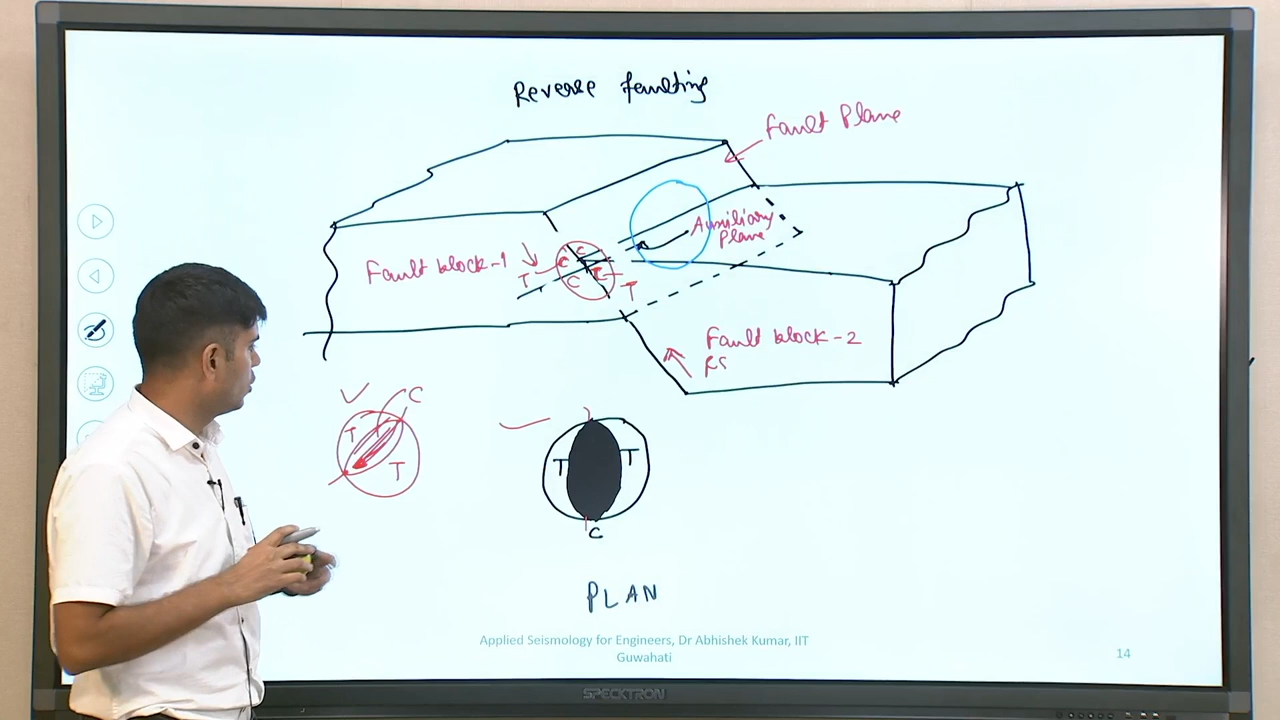 Reverse faulting
Fault Plane
Auxiliary
Plane
Fault block-1
T
C
C
C
T
Fault block-2
C
T
T
T
T
C
PLAN
Applied Seismology for Engineers, Dr Abhishek Kumar, IIT
Guwahati
14
SPECKTRON